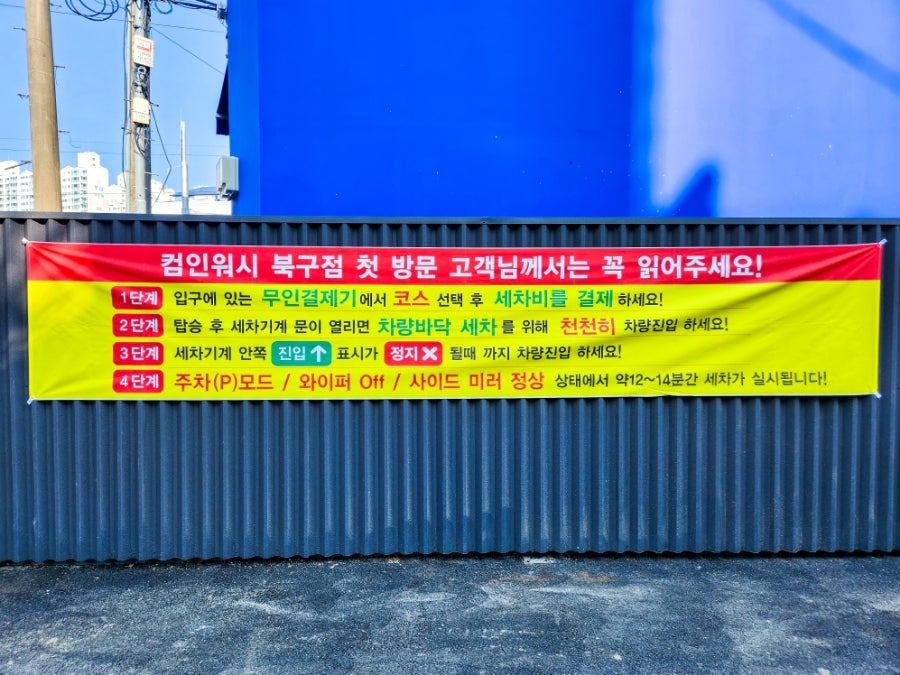 컴인워시 북구점 첫 방문 고객님께서는 꼭 읽어주세요!
1단계 입구에 있는 무인결제기에서 코스 선택 후 세차비를 결제하세요!
2단계 탑승 후 세차기계 문이 열리면 차량바닥 세차를 위해 천천히 차량진입 하세요!
3단계 세차기계 안쪽 진입↑ 표시가 정지✕ 될때 까지 차량진입 하세요!
4단계 주차(P)모드 / 와이퍼 Off / 사이드 미러 정상 상태에서 약12~14분간 세차가 실시됩니다!